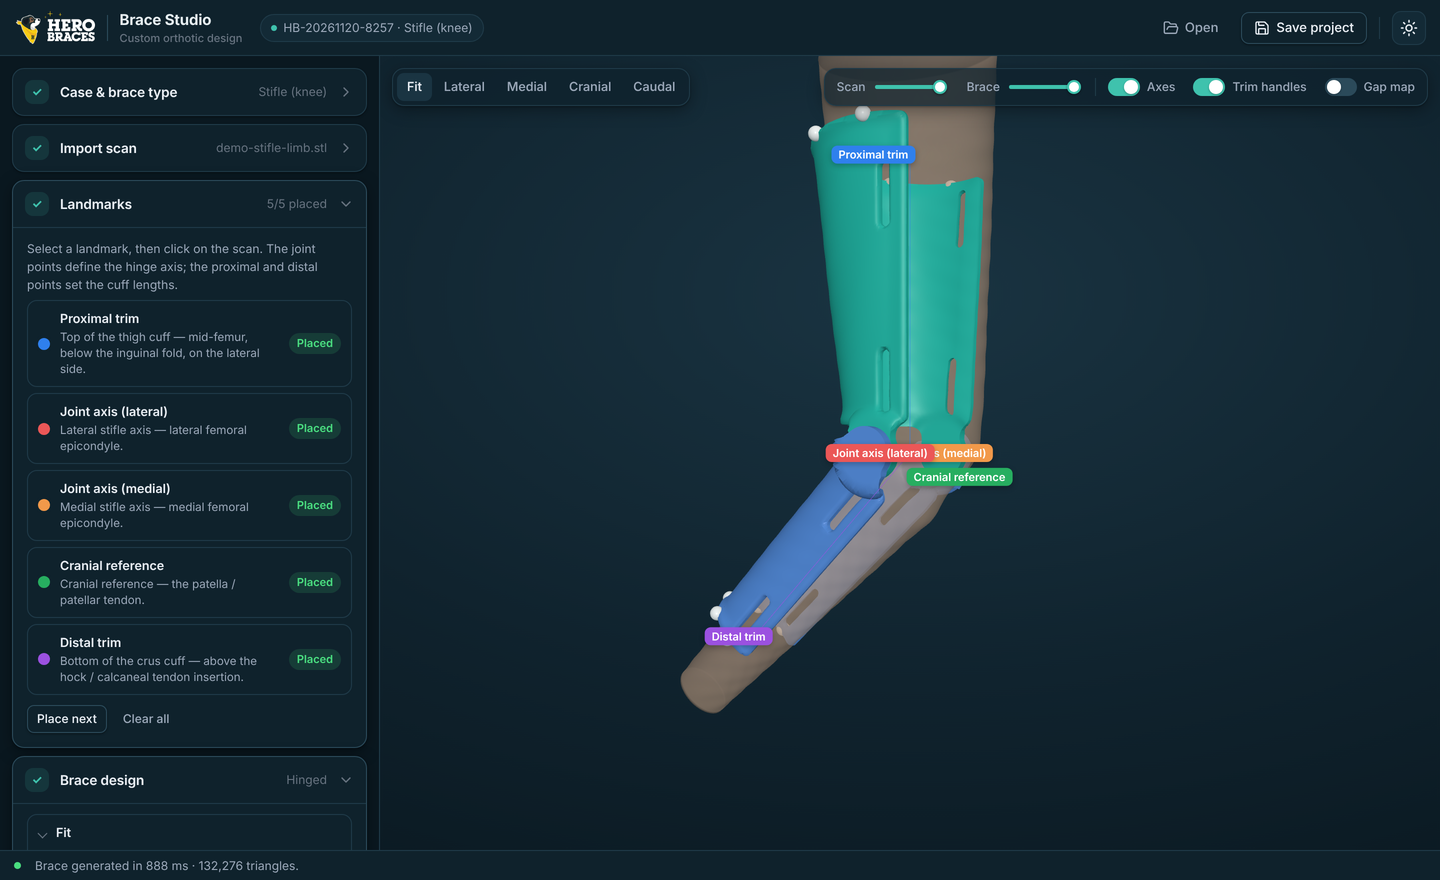 HERO
BRACES
Brace Studio
Custom orthotic design
HB-20261120-8257 · Stifle (knee)
Open
Save project
Case & brace type
Stifle (knee)
Import scan
demo-stifle-limb.stl
Landmarks
5/5 placed
Select a landmark, then click on the scan. The joint
points define the hinge axis; the proximal and distal
points set the cuff lengths.
Proximal trim
Top of the thigh cuff — mid-femur,
below the inguinal fold, on the lateral
side.
Placed
Joint axis (lateral)
Lateral stifle axis — lateral femoral
epicondyle.
Placed
Joint axis (medial)
Medial stifle axis — medial femoral
epicondyle.
Placed
Cranial reference
Cranial reference — the patella /
patellar tendon.
Placed
Distal trim
Bottom of the crus cuff — above the
hock / calcaneal tendon insertion.
Placed
Place next
Clear all
Brace design
Hinged
Fit
Fit
Lateral
Medial
Cranial
Caudal
Scan
Brace
Axes
Trim handles
Gap map
Proximal trim
Joint axis (lateral)
s (medial)
Cranial reference
Distal trim
Brace generated in 888 ms · 132,276 triangles.